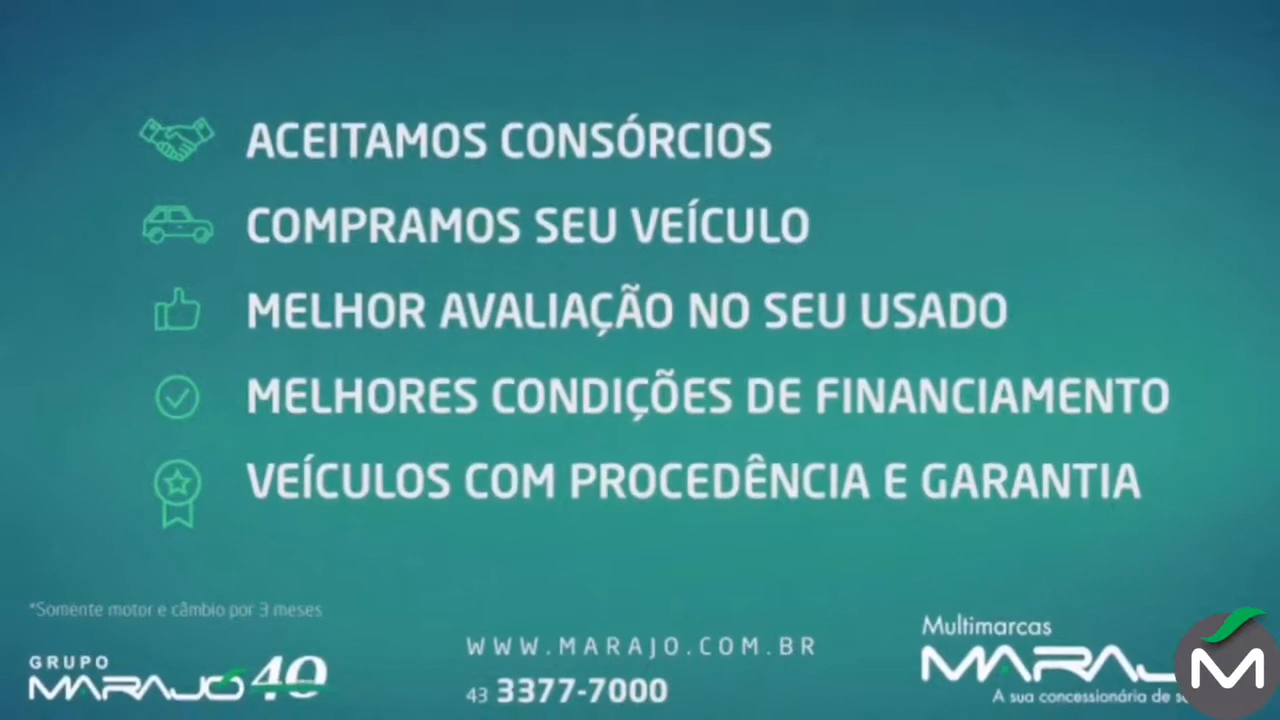 ACEITAMOS CONSÓRCIOS
COMPRAMOS SEU VEÍCULO
MELHOR AVALIAÇÃO NO SEU USADO
MELHORES CONDIÇÕES DE FINANCIAMENTO
VEÍCULOS COM PROCEDÊNCIA E GARANTIA
*Somente motor e câmbio por 3 meses
GRUPO
MARAJÓ 40
WWW.MARAJO.COM.BR
43 3377-7000
Multimarcas
MARAJ
A sua concessionária de
M